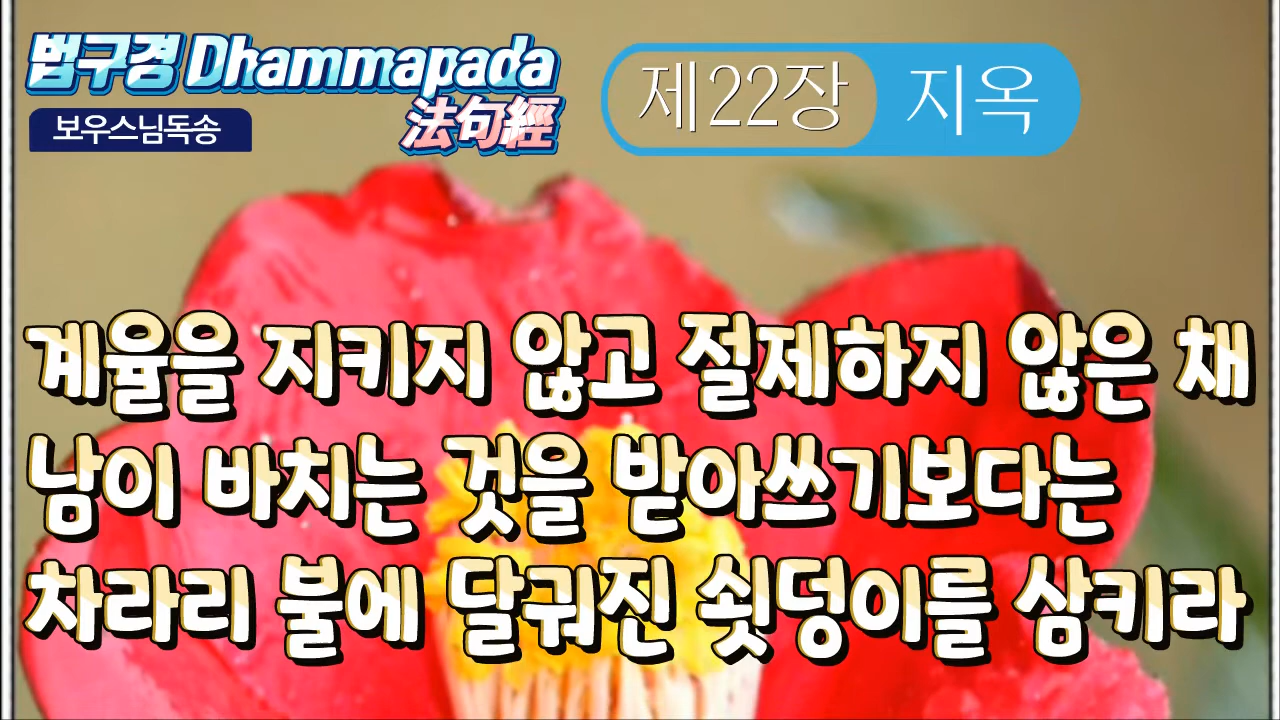 법구경 Dhammapada
法句經
보우스님독송
제22장 지옥
계율을 지키지 않고 절제하지 않은 채
남이 바치는 것을 받아쓰기보다는
차라리 불에 달궈진 쇳덩이를 삼키라